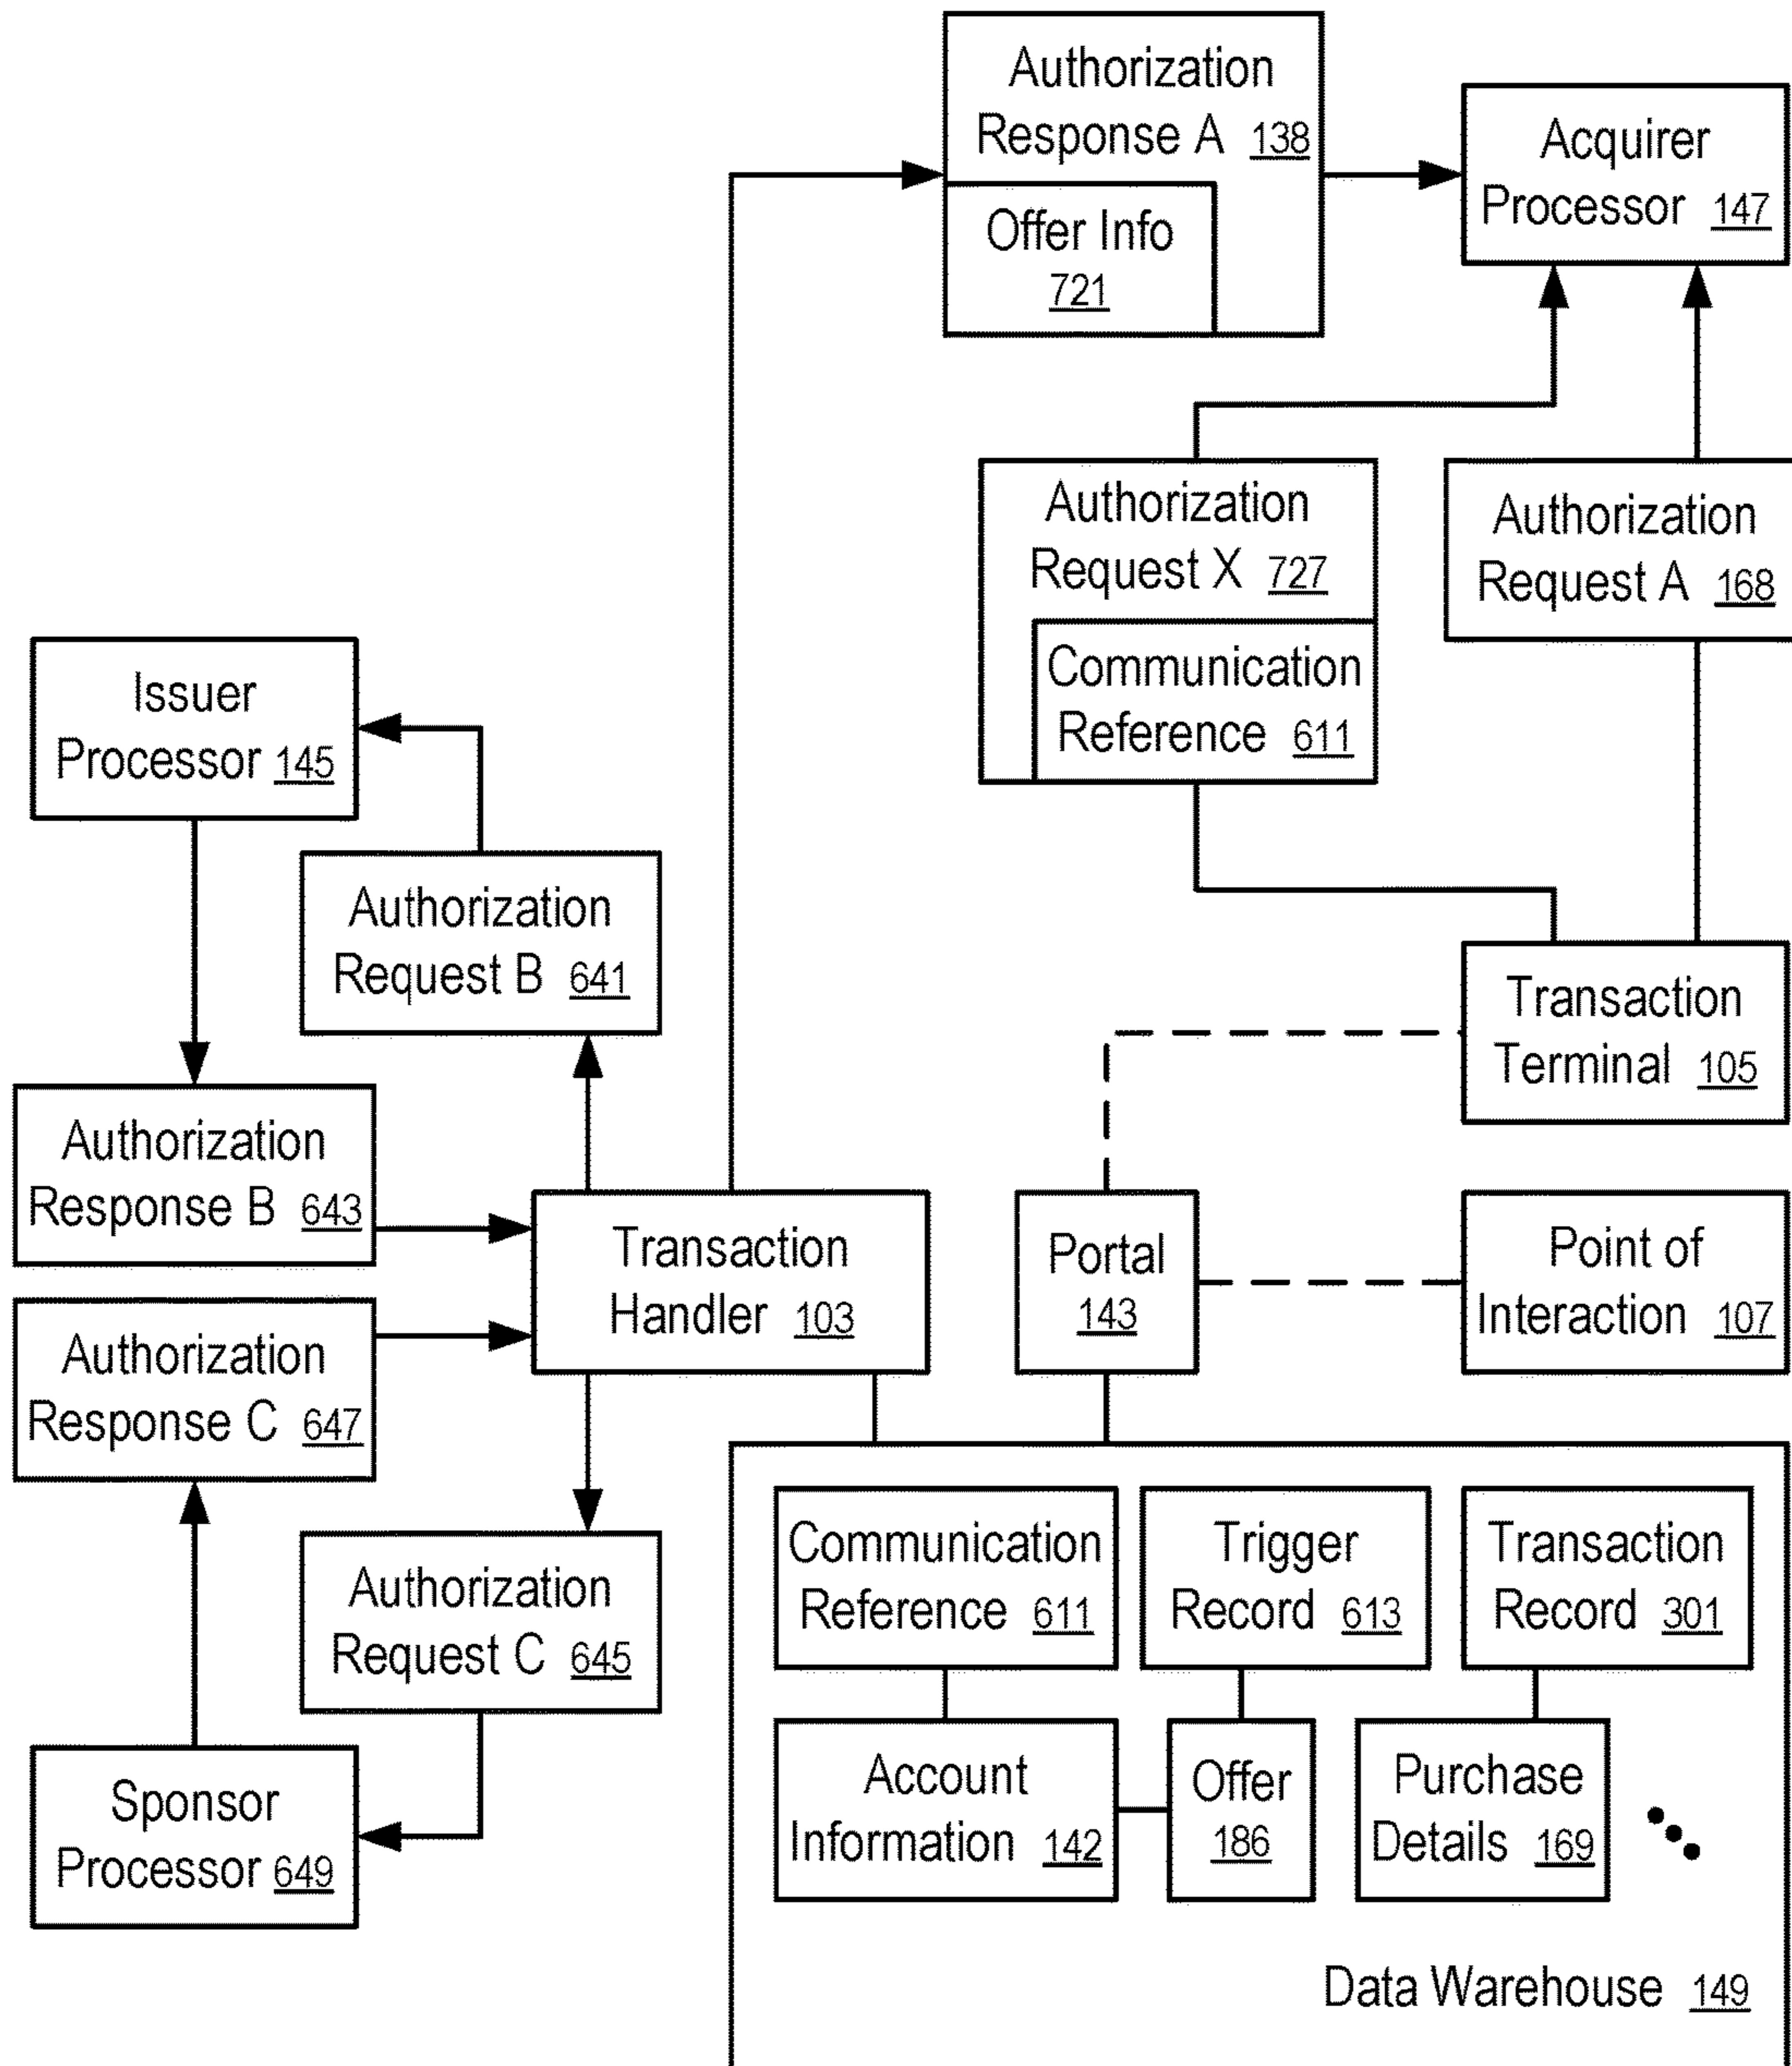 Authorization
Response A 138
Offer Info
721
Acquirer
Processor 147
Authorization
Request X 727
Communication
Reference 611
Authorization
Request A 168
Issuer
Processor 145
Authorization
Request B 641
Transaction
Terminal 105
Authorization
Response B 643
Transaction
Handler 103
Portal
143
Point of
Interaction 107
Authorization
Response C 647
Authorization
Request C 645
Sponsor
Processor 649
Communication
Reference 611
Trigger
Record 613
Transaction
Record 301
Account
Information 142
Offer
186
Purchase
Details 169
Data Warehouse 149